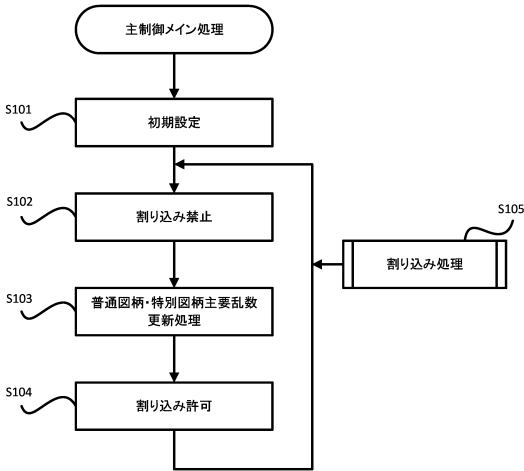 主制御メイン処理
S101
初期設定
S102
割り込み禁止
S105
割り込み処理
S103
普通図柄・特別図柄主要乱数
更新処理
S104
割り込み許可